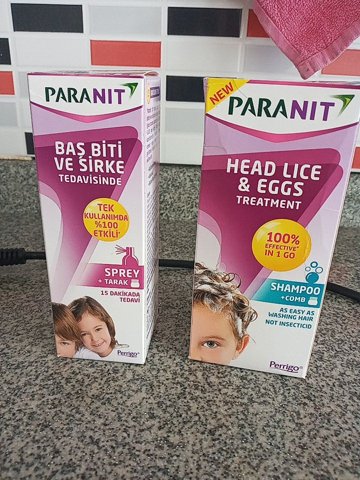 PARANIT
BAŞ BİTİ
VE SİRKE
TEDAVİSİNDE
TEK
KULLANIMDA
%100
ETKİLİ
SPREY
+ TARAK
15 DAKİKADA
TEDAVİ
Perrigo
NEW
PARANIT
HEAD LICE
& EGGS
TREATMENT
100%
EFFECTIVE*
IN 1 GO
SHAMPOO
+COMB
AS EASY AS
WASHING HAIR
NOT INSECTICID
Perrigo